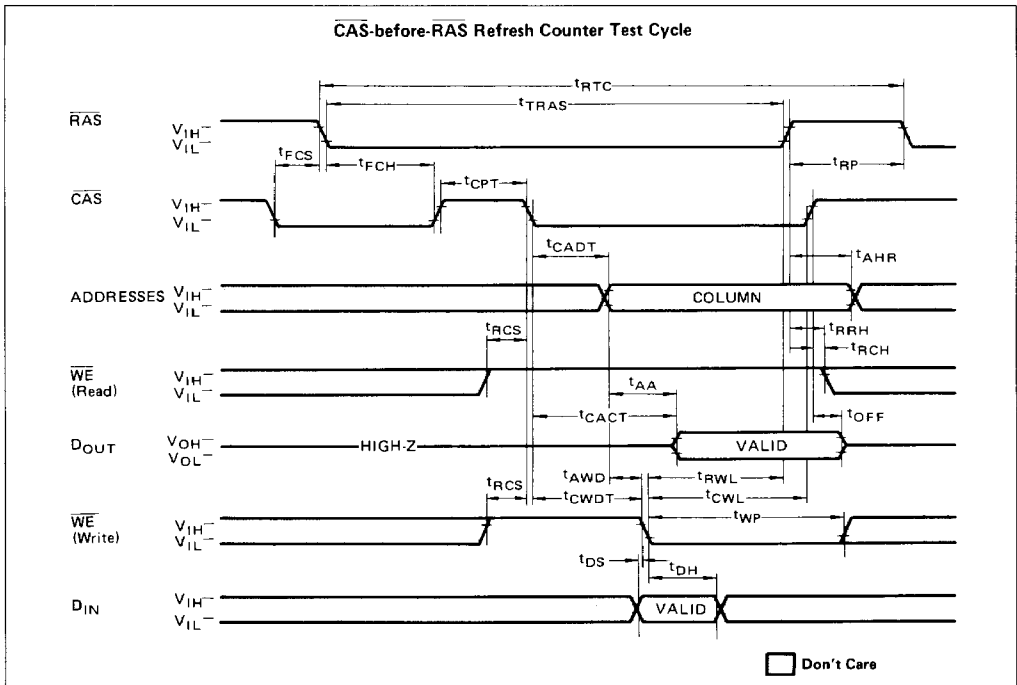 CAS-before-RAS Refresh Counter Test Cycle
tRTC
tTRAS
RAS VIH
VIL
tFCS tFCH tRP
tCPT
CAS VIH
VIL
tCADT tAHR
ADDRESSES VIH COLUMN
VIL
tRCS tRRH
tRCH
WE VIH
(Read) VIL
tAA
tCACT tOFF
DOUT VOH HIGH-Z VALID
VOL
tAWD tRWL
tRCS tCWDT tCWL
WE VIH tWP
(Write) VIL
tDS tDH
DIN VIH VALID
VIL
Don't Care